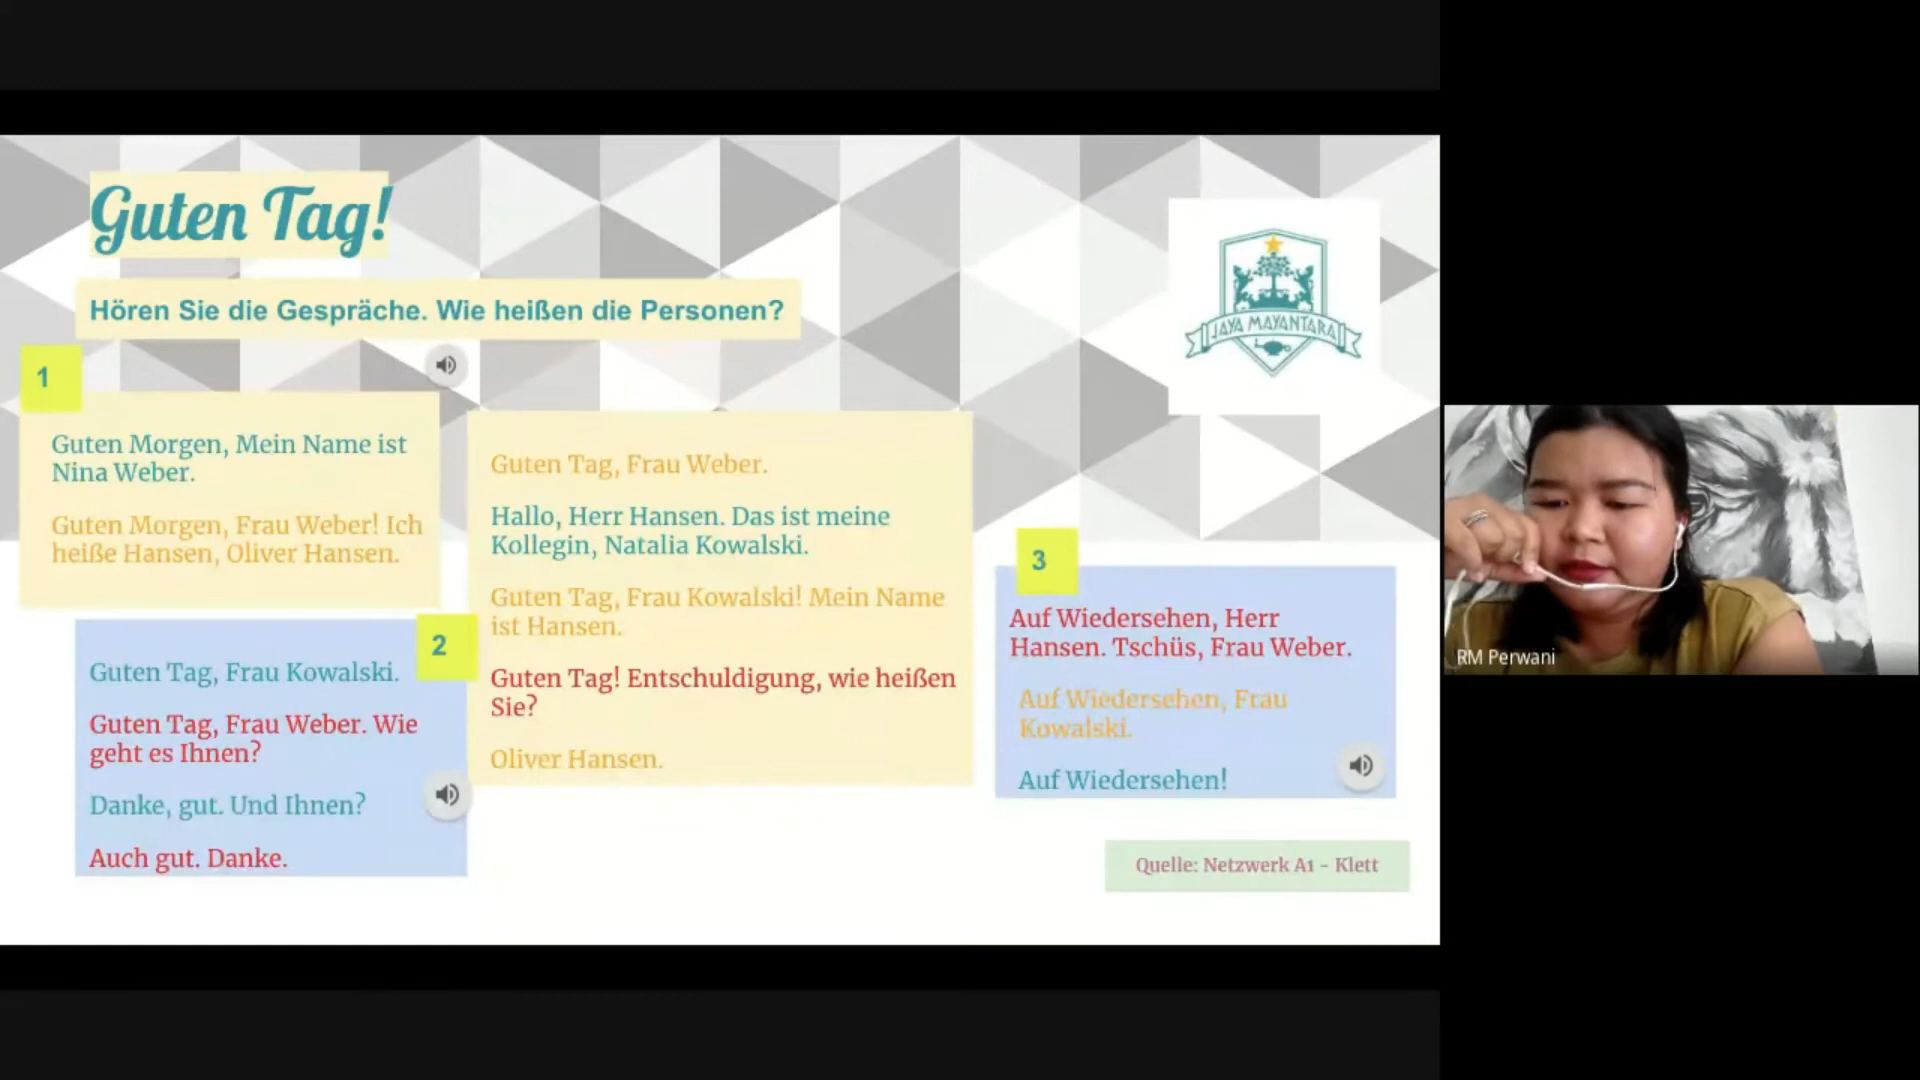 Guten Tag!
Hören Sie die Gespräche. Wie heißen die Personen?
JAYA MAYANTARA
1
Guten Morgen, Mein Name ist
Nina Weber.
Guten Morgen, Frau Weber! Ich
heiße Hansen, Oliver Hansen.
2
Guten Tag, Frau Kowalski.
Guten Tag, Frau Weber. Wie
geht es Ihnen?
Danke, gut. Und Ihnen?
Auch gut. Danke.
Guten Tag, Frau Weber.
Hallo, Herr Hansen. Das ist meine
Kollegin, Natalia Kowalski.
Guten Tag, Frau Kowalski! Mein Name
ist Hansen.
Guten Tag! Entschuldigung, wie heißen
Sie?
Oliver Hansen.
3
Auf Wiedersehen, Herr
Hansen. Tschüs, Frau Weber.
Auf Wiedersehen, Frau
Kowalski.
Auf Wiedersehen!
Quelle: Netzwerk A1 - Klett
RM Perwani